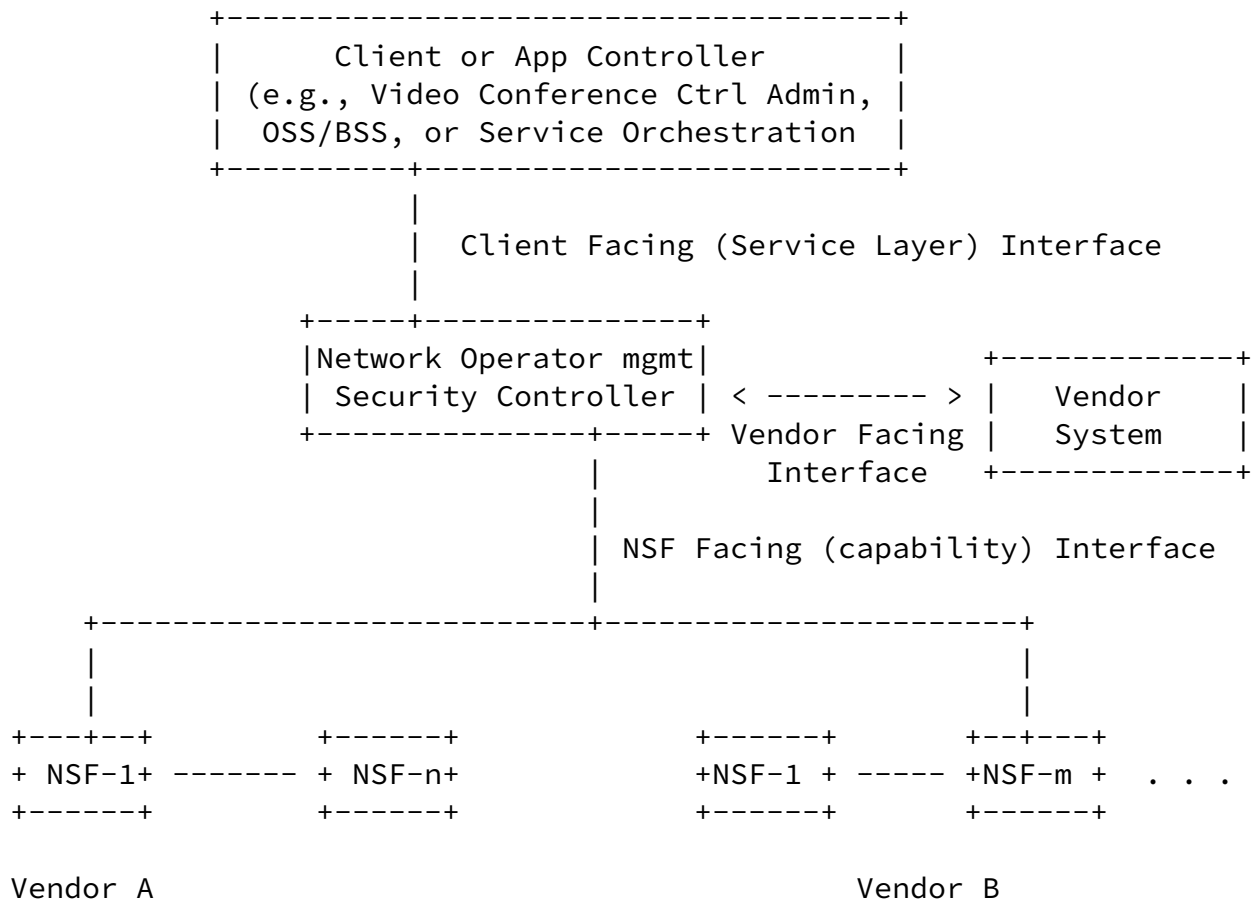 Client or App Controller
(e.g., Video Conference Ctrl Admin,
OSS/BSS, or Service Orchestration
Client Facing (Service Layer) Interface
Network Operator mgmt
Security Controller
Vendor Facing
Interface
Vendor
System
NSF Facing (capability) Interface
NSF-1
NSF-n
NSF-1
NSF-m
. . .
Vendor A
Vendor B